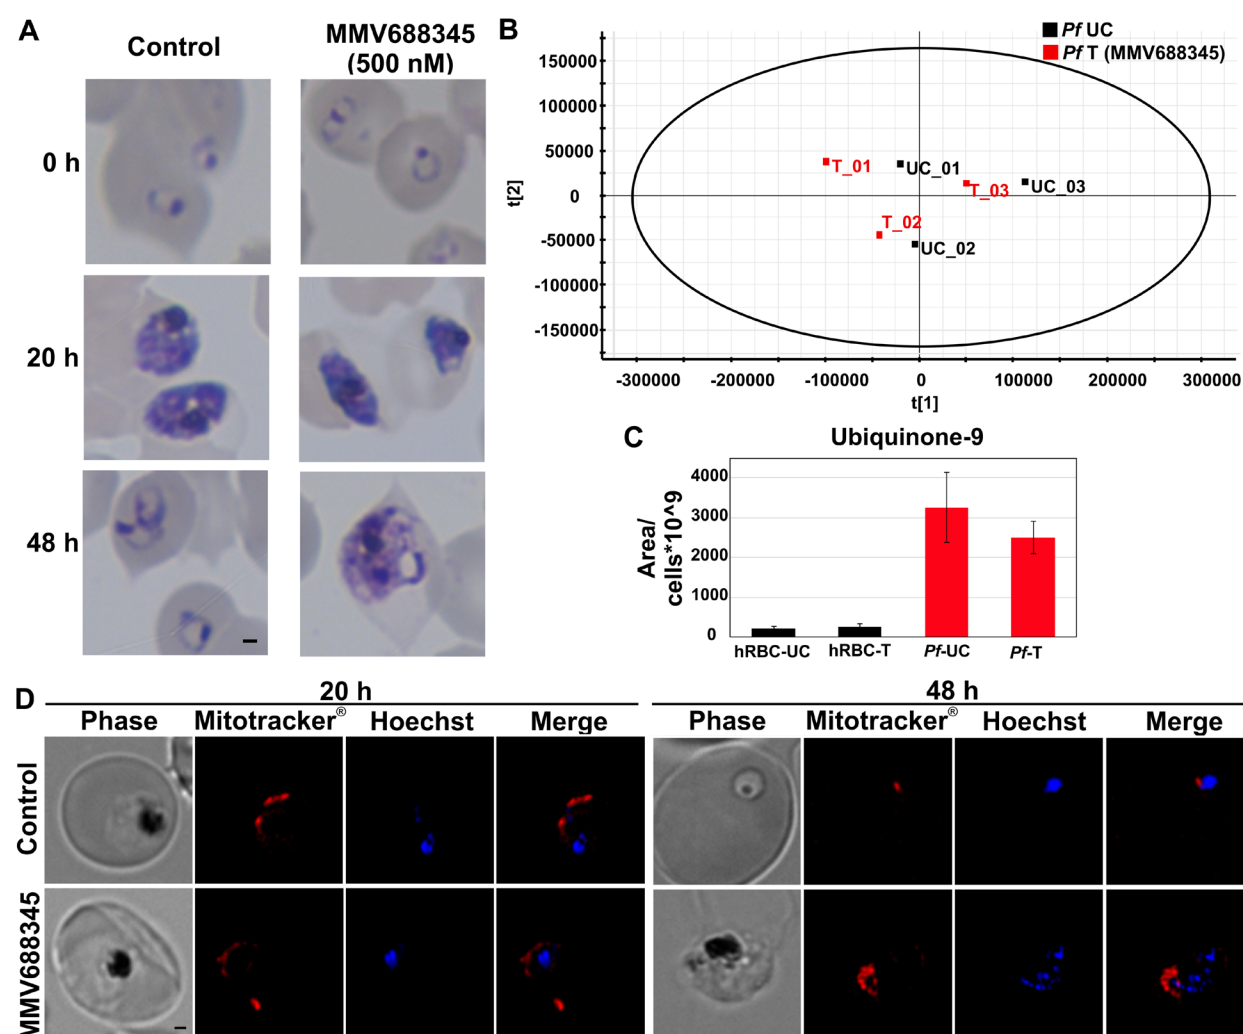 A
Control
MMV688345
(500 nM)
0 h
20 h
48 h
B
Pf UC
Pf T (MMV688345)
t[2]
150000
100000
50000
0
-50000
-100000
-150000
T_01
UC_01
T_03
UC_03
T_02
UC_02
-300000 -200000 -100000 0 100000 200000 300000
t[1]
C
Ubiquinone-9
Area/
cells*10^9
4000
3000
2000
1000
0
hRBC-UC hRBC-T Pf-UC Pf-T
D
20 h
48 h
Phase Mitotracker® Hoechst Merge
Phase Mitotracker® Hoechst Merge
Control
MMV688345